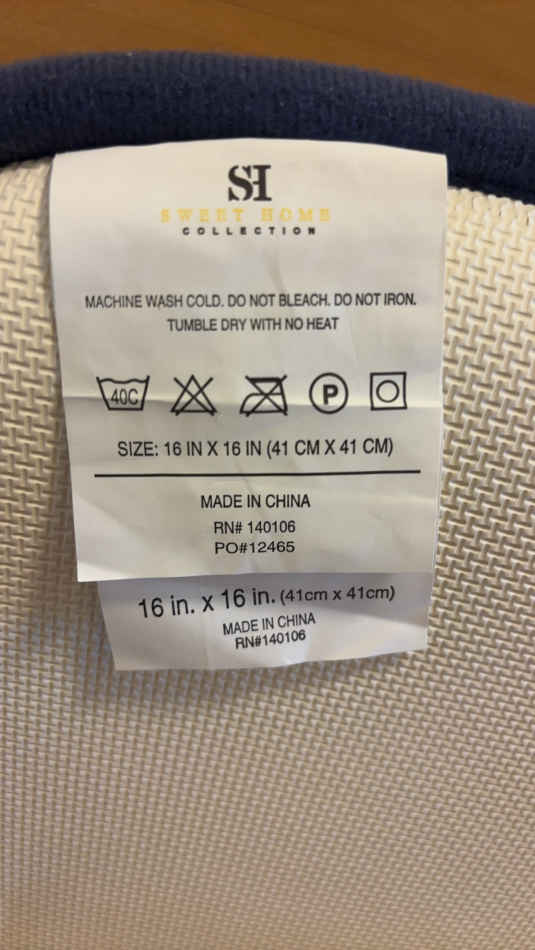 SH
SWEET HOME
COLLECTION
MACHINE WASH COLD. DO NOT BLEACH. DO NOT IRON.
TUMBLE DRY WITH NO HEAT
40C P
SIZE: 16 IN X 16 IN (41 CM X 41 CM)
MADE IN CHINA
RN# 140106
PO#12465
16 in. x 16 in. (41cm x 41cm)
MADE IN CHINA
RN#140106